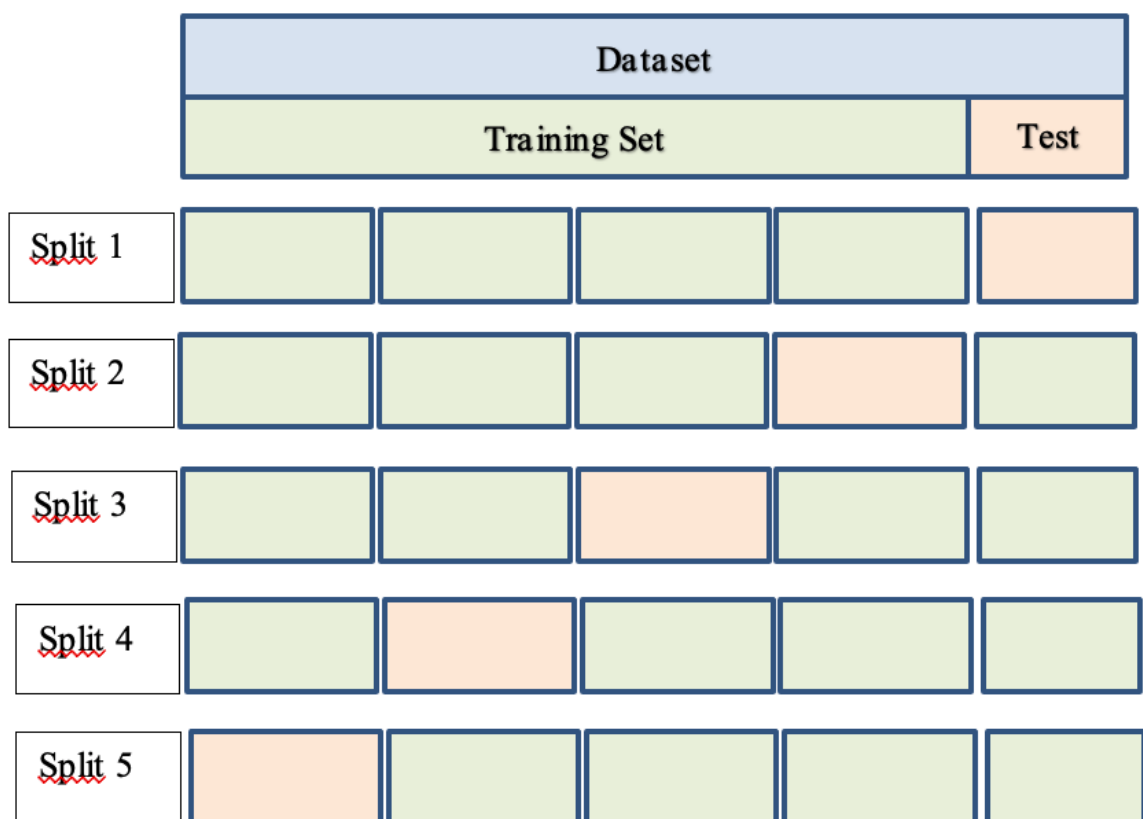 Dataset
Training Set
Test
Split 1
Split 2
Split 3
Split 4
Split 5